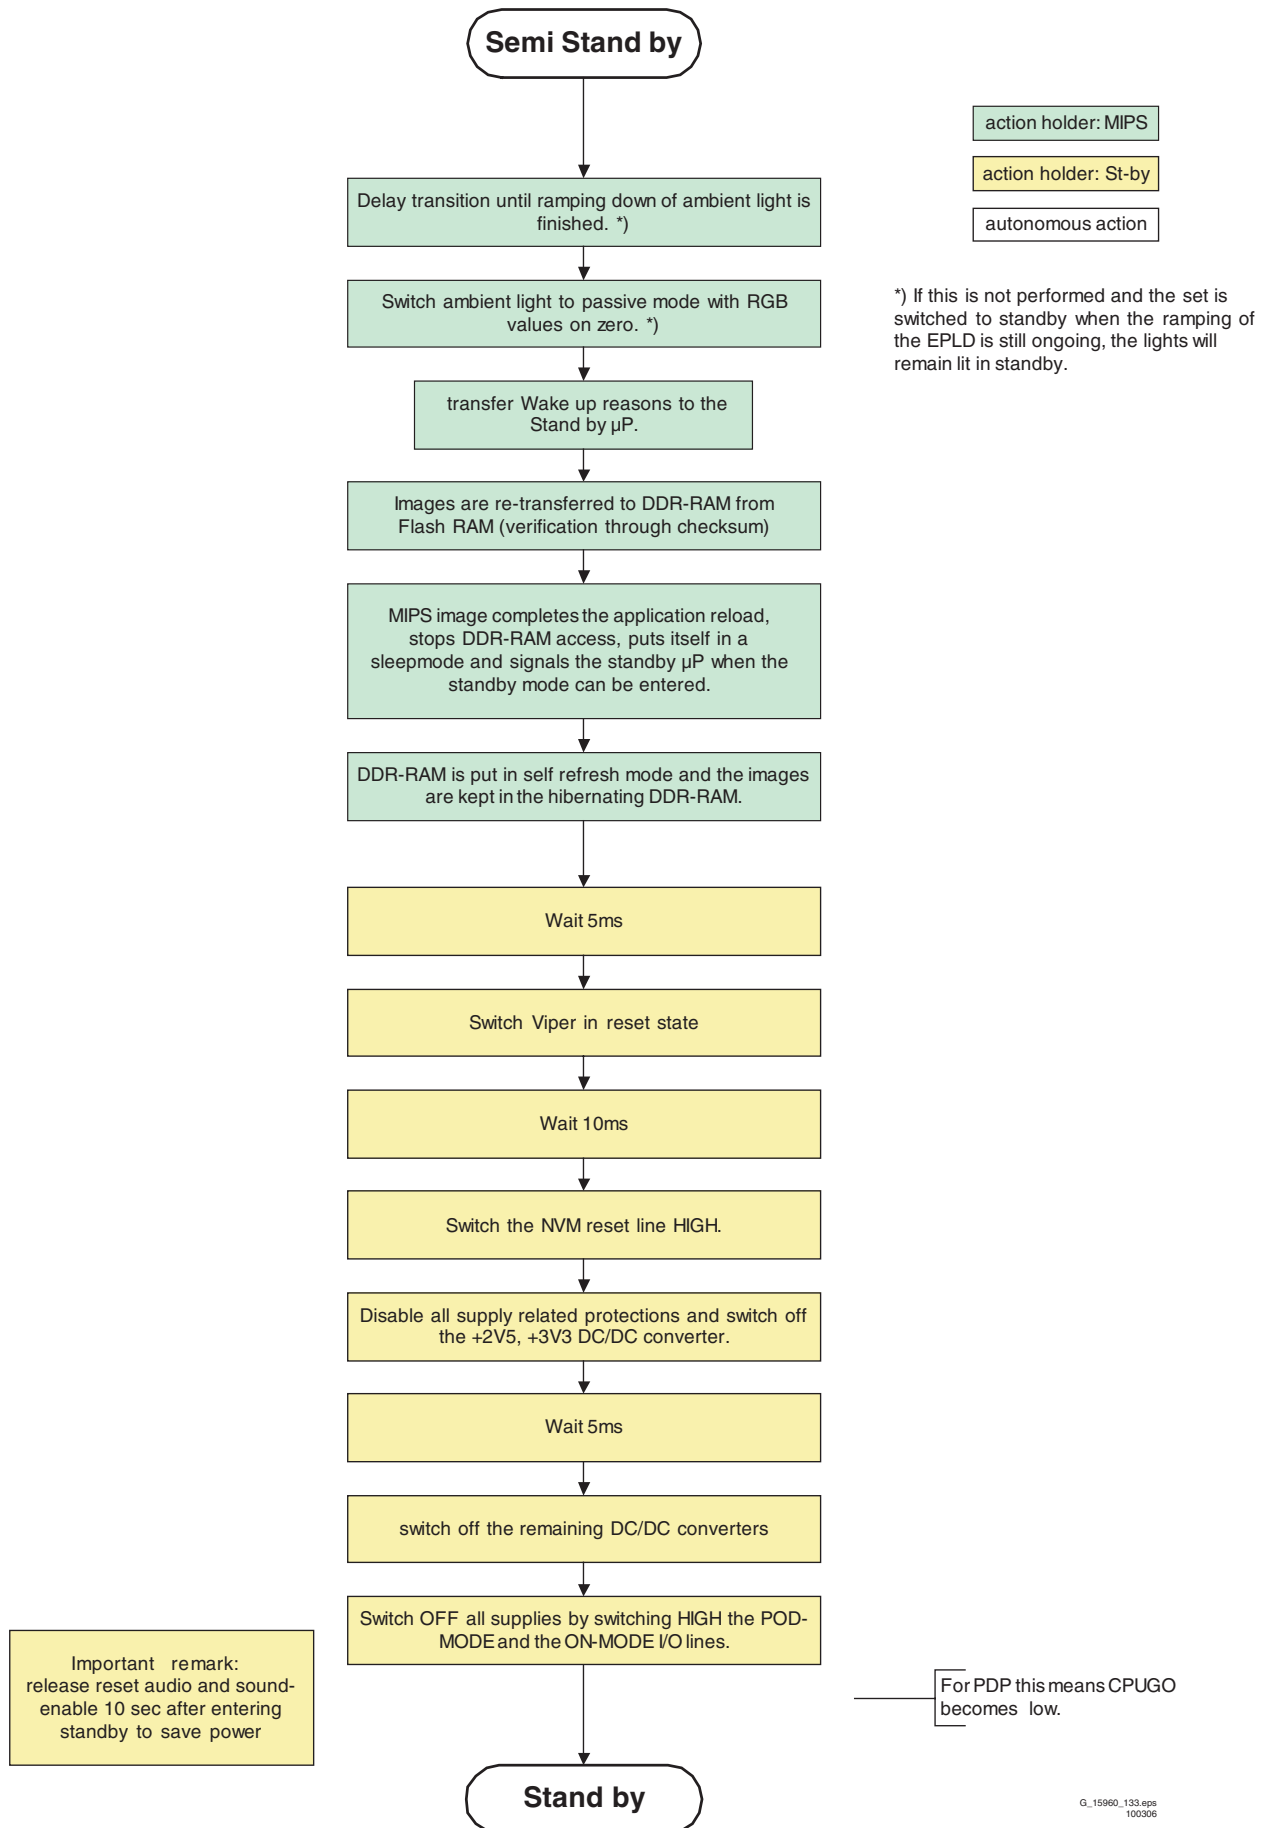 Semi Stand by
action holder: MIPS
action holder: St-by
autonomous action
*) If this is not performed and the set is
switched to standby when the ramping of
the EPLD is still ongoing, the lights will
remain lit in standby.
Delay transition until ramping down of ambient light is
finished. *)
Switch ambient light to passive mode with RGB
values on zero. *)
transfer Wake up reasons to the
Stand by µP.
Images are re-transferred to DDR-RAM from
Flash RAM (verification through checksum)
MIPS image completes the application reload,
stops DDR-RAM access, puts itself in a
sleepmode and signals the standby µP when the
standby mode can be entered.
DDR-RAM is put in self refresh mode and the images
are kept in the hibernating DDR-RAM.
Wait 5ms
Switch Viper in reset state
Wait 10ms
Switch the NVM reset line HIGH.
Disable all supply related protections and switch off
the +2V5, +3V3 DC/DC converter.
Wait 5ms
switch off the remaining DC/DC converters
Switch OFF all supplies by switching HIGH the POD-
MODE and the ON-MODE I/O lines.
Important remark:
release reset audio and sound-
enable 10 sec after entering
standby to save power
For PDP this means CPUGO
becomes low.
Stand by
G_15960_133.eps
100306